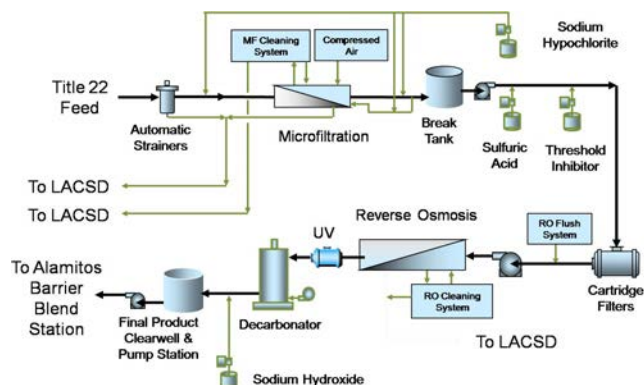 Sodium
Hypochlorite
MF Cleaning
System
Compressed
Air
Title 22
Feed
Automatic
Strainers
Microfiltration
Break
Tank
Sulfuric
Acid
Threshold
Inhibitor
To LACSD
To LACSD
Reverse Osmosis
UV
RO Flush
System
To Alamitos
Barrier
Blend
Station
Final Product
Clearwell &
Pump Station
Decarbonator
RO Cleaning
System
Cartridge
Filters
To LACSD
Sodium Hydroxide